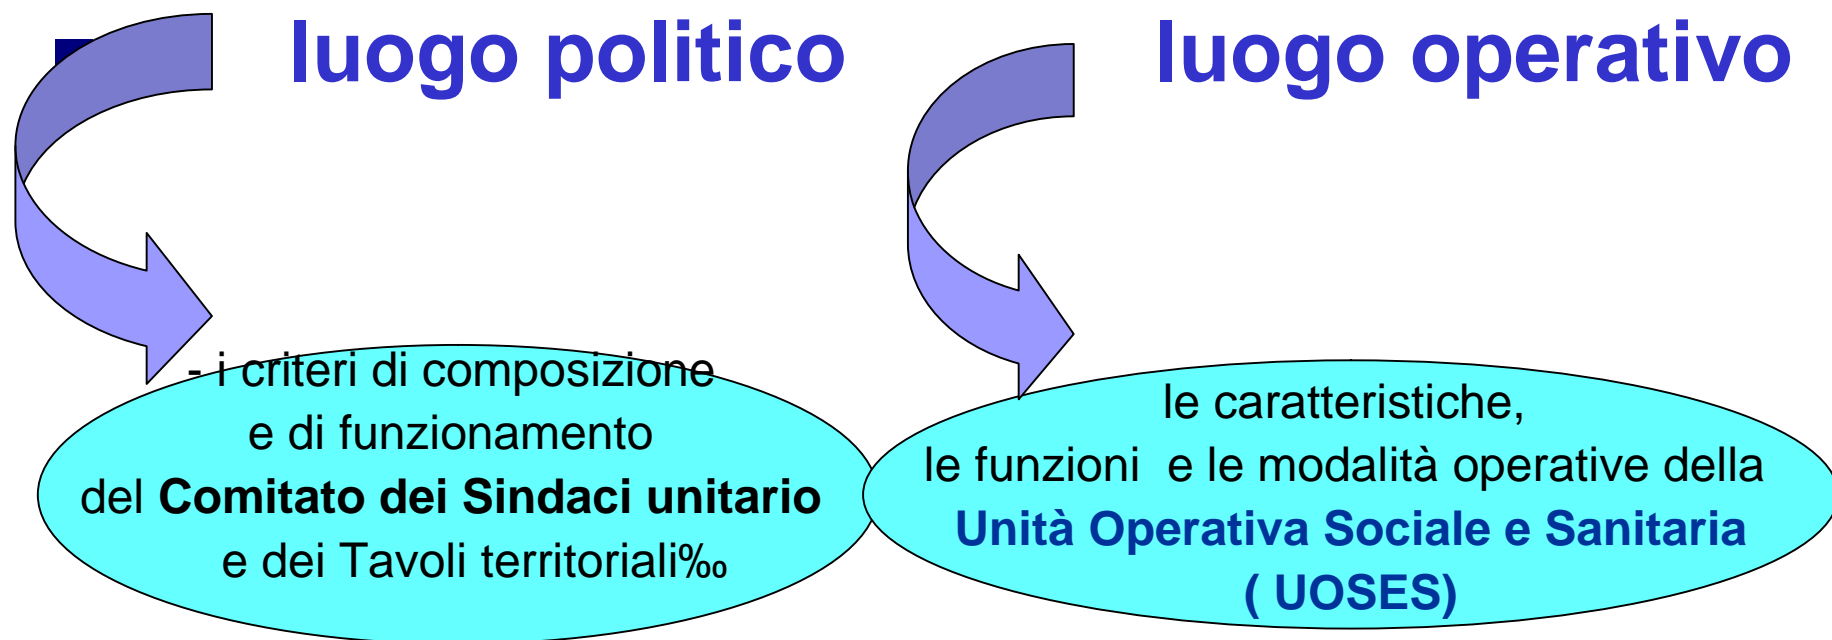 luogo politico
- i criteri di composizione
e di funzionamento
del Comitato dei Sindaci unitario
e dei Tavoli territoriali‰
luogo operativo
le caratteristiche,
le funzioni e le modalità operative della
Unità Operativa Sociale e Sanitaria
( UOSES)